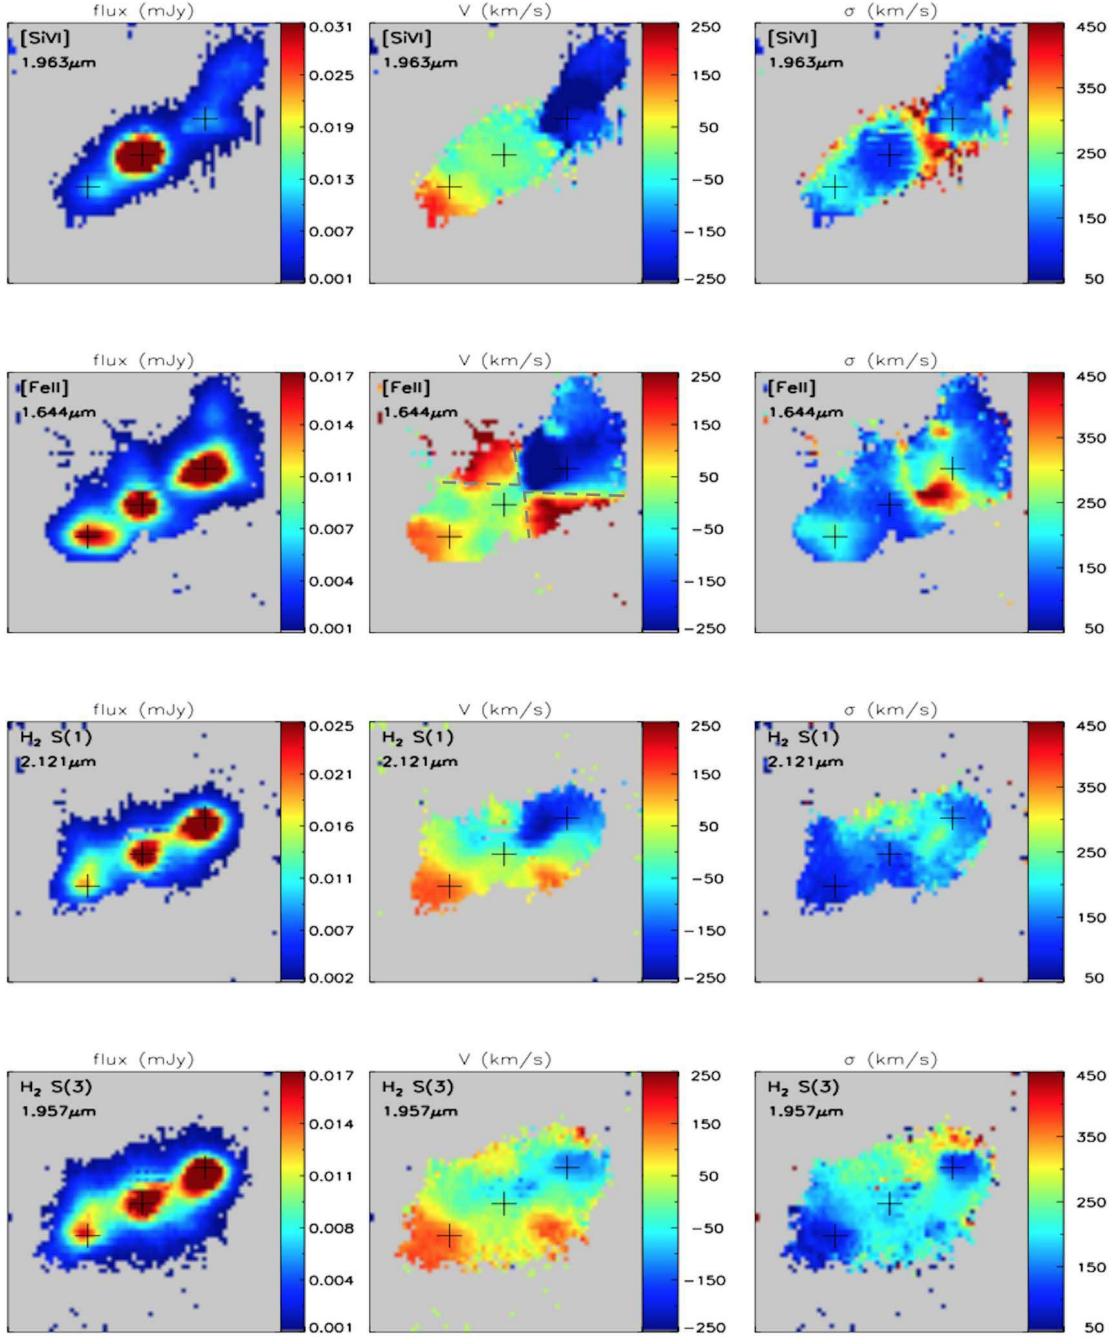 flux (mJy) V (km/s) σ (km/s)
[SiVI] 0.031 [SiVI] 250 [SiVI] 450
1.963μm 0.025 1.963μm 150 1.963μm 350
0.019 50 250
0.013 −50 150
0.007 −150
0.001 −250 50
flux (mJy) V (km/s) σ (km/s)
[FeII] 0.017 [FeII] 250 [FeII] 450
1.644μm 0.014 1.644μm 150 1.644μm 350
0.011 50 250
0.007 −50 150
0.004 −150
0.001 −250 50
flux (mJy) V (km/s) σ (km/s)
H₂ S(1) 0.025 H₂ S(1) 250 H₂ S(1) 450
2.121μm 0.021 2.121μm 150 2.121μm 350
0.016 50 250
0.011 −50 150
0.007 −150
0.002 −250 50
flux (mJy) V (km/s) σ (km/s)
H₂ S(3) 0.017 H₂ S(3) 250 H₂ S(3) 450
1.957μm 0.014 1.957μm 150 1.957μm 350
0.011 50 250
0.008 −50 150
0.004 −150
0.001 −250 50